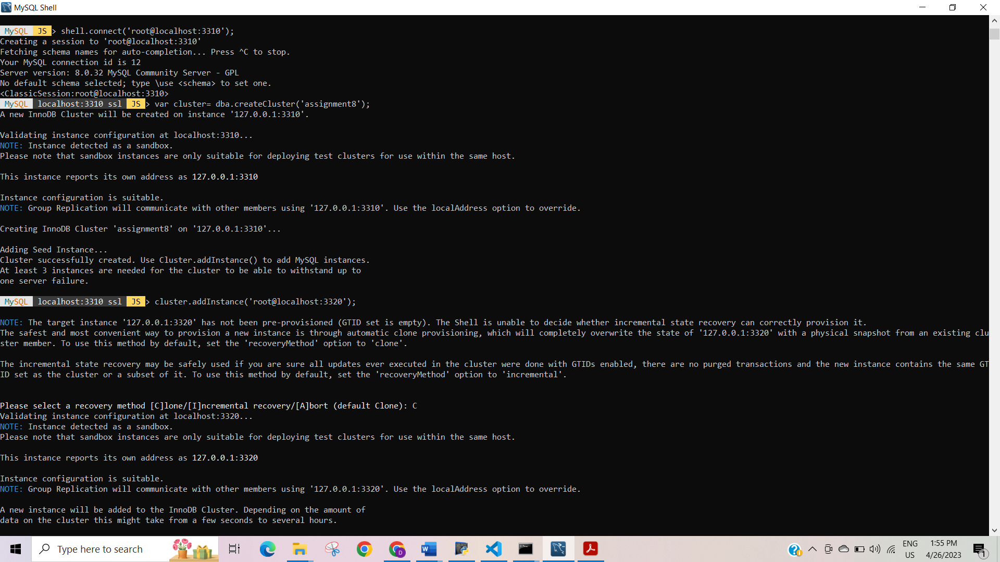 MySQL Shell
MySQL JS > shell.connect('root@localhost:3310');
Creating a session to 'root@localhost:3310'
Fetching schema names for auto-completion... Press ^C to stop.
Your MySQL connection id is 12
Server version: 8.0.32 MySQL Community Server - GPL
No default schema selected; type \use <schema> to set one.
<ClassicSession:root@localhost:3310>
MySQL localhost:3310 ssl JS > var cluster= dba.createCluster('assignment8');
A new InnoDB Cluster will be created on instance '127.0.0.1:3310'.
Validating instance configuration at localhost:3310...
NOTE: Instance detected as a sandbox.
Please note that sandbox instances are only suitable for deploying test clusters for use within the same host.
This instance reports its own address as 127.0.0.1:3310
Instance configuration is suitable.
NOTE: Group Replication will communicate with other members using '127.0.0.1:3310'. Use the localAddress option to override.
Creating InnoDB Cluster 'assignment8' on '127.0.0.1:3310'...
Adding Seed Instance...
Cluster successfully created. Use Cluster.addInstance() to add MySQL instances.
At least 3 instances are needed for the cluster to be able to withstand up to
one server failure.
MySQL localhost:3310 ssl JS > cluster.addInstance('root@localhost:3320');
NOTE: The target instance '127.0.0.1:3320' has not been pre-provisioned (GTID set is empty). The Shell is unable to decide whether incremental state recovery can correctly provision it.
The safest and most convenient way to provision a new instance is through automatic clone provisioning, which will completely overwrite the state of '127.0.0.1:3320' with a physical snapshot from an existing clu
ster member. To use this method by default, set the 'recoveryMethod' option to 'clone'.
The incremental state recovery may be safely used if you are sure all updates ever executed in the cluster were done with GTIDs enabled, there are no purged transactions and the new instance contains the same GT
ID set as the cluster or a subset of it. To use this method by default, set the 'recoveryMethod' option to 'incremental'.
Please select a recovery method [C]lone/[I]ncremental recovery/[A]bort (default Clone): C
Validating instance configuration at localhost:3320...
NOTE: Instance detected as a sandbox.
Please note that sandbox instances are only suitable for deploying test clusters for use within the same host.
This instance reports its own address as 127.0.0.1:3320
Instance configuration is suitable.
NOTE: Group Replication will communicate with other members using '127.0.0.1:3320'. Use the localAddress option to override.
A new instance will be added to the InnoDB Cluster. Depending on the amount of
data on the cluster this might take from a few seconds to several hours.
Type here to search
ENG
US
1:55 PM
4/26/2023
1